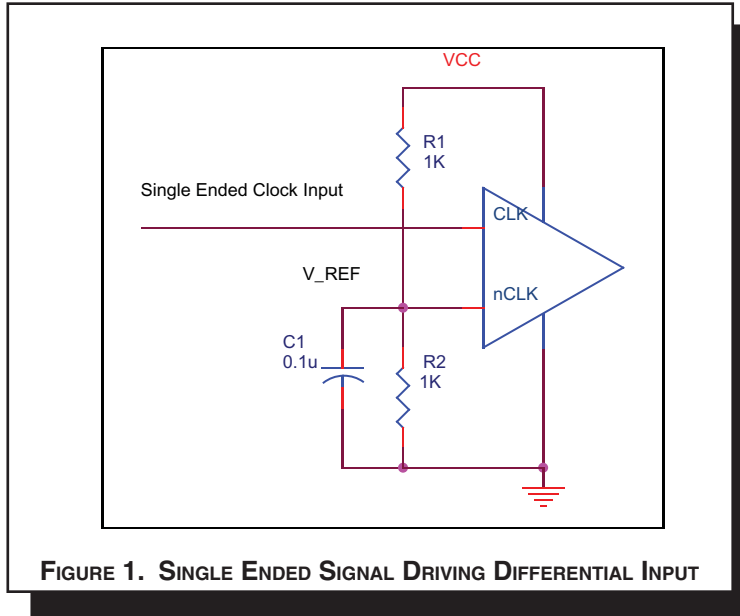 VCC
R1
1K
Single Ended Clock Input
CLK
V_REF
nCLK
C1
0.1u
R2
1K
FIGURE 1. SINGLE ENDED SIGNAL DRIVING DIFFERENTIAL INPUT